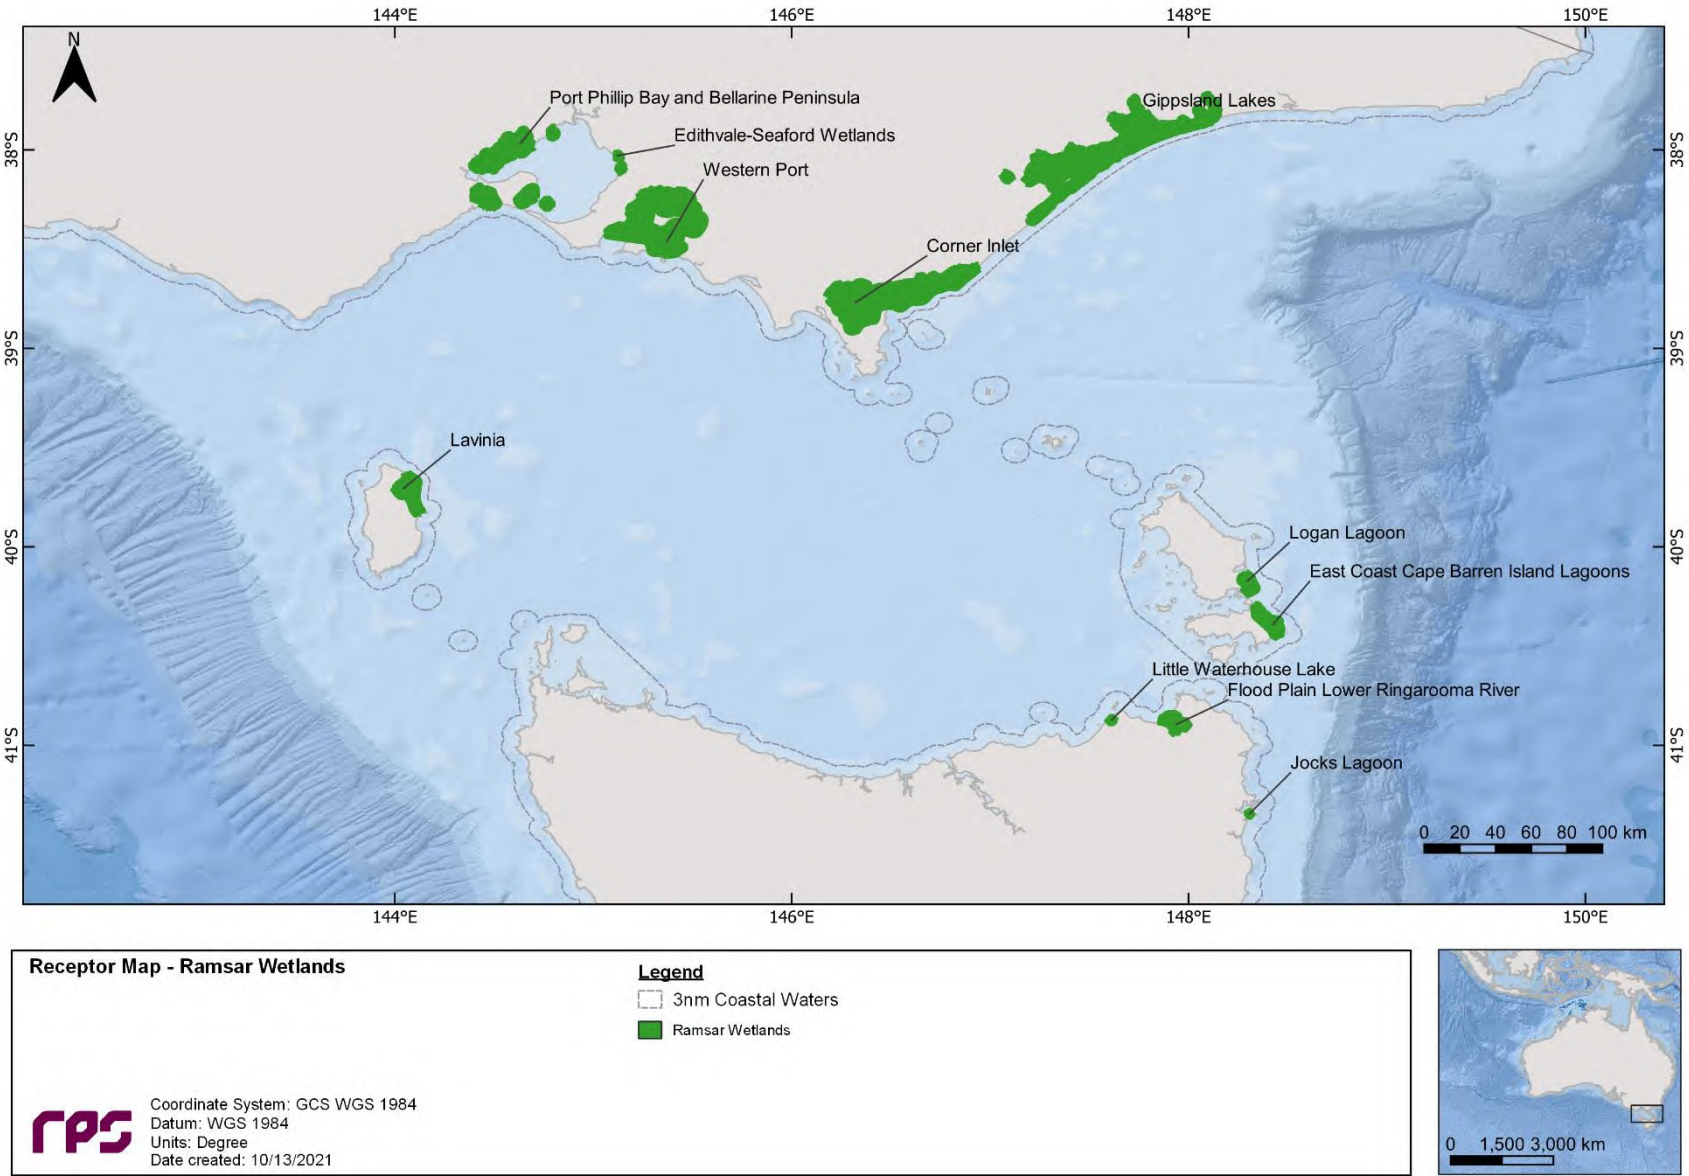 144°E
146°E
148°E
150°E
N
Port Phillip Bay and Bellarine Peninsula
Gippsland Lakes
Edithvale-Seaford Wetlands
38°S
38°S
Western Port
Corner Inlet
39°S
39°S
Lavinia
Logan Lagoon
40°S
40°S
East Coast Cape Barren Island Lagoons
Little Waterhouse Lake
Flood Plain Lower Ringarooma River
41°S
41°S
Jocks Lagoon
0 20 40 60 80 100 km
144°E
146°E
148°E
150°E
Receptor Map - Ramsar Wetlands
Legend
3nm Coastal Waters
Ramsar Wetlands
rps
Coordinate System: GCS WGS 1984
Datum: WGS 1984
Units: Degree
Date created: 10/13/2021
0 1,500 3,000 km